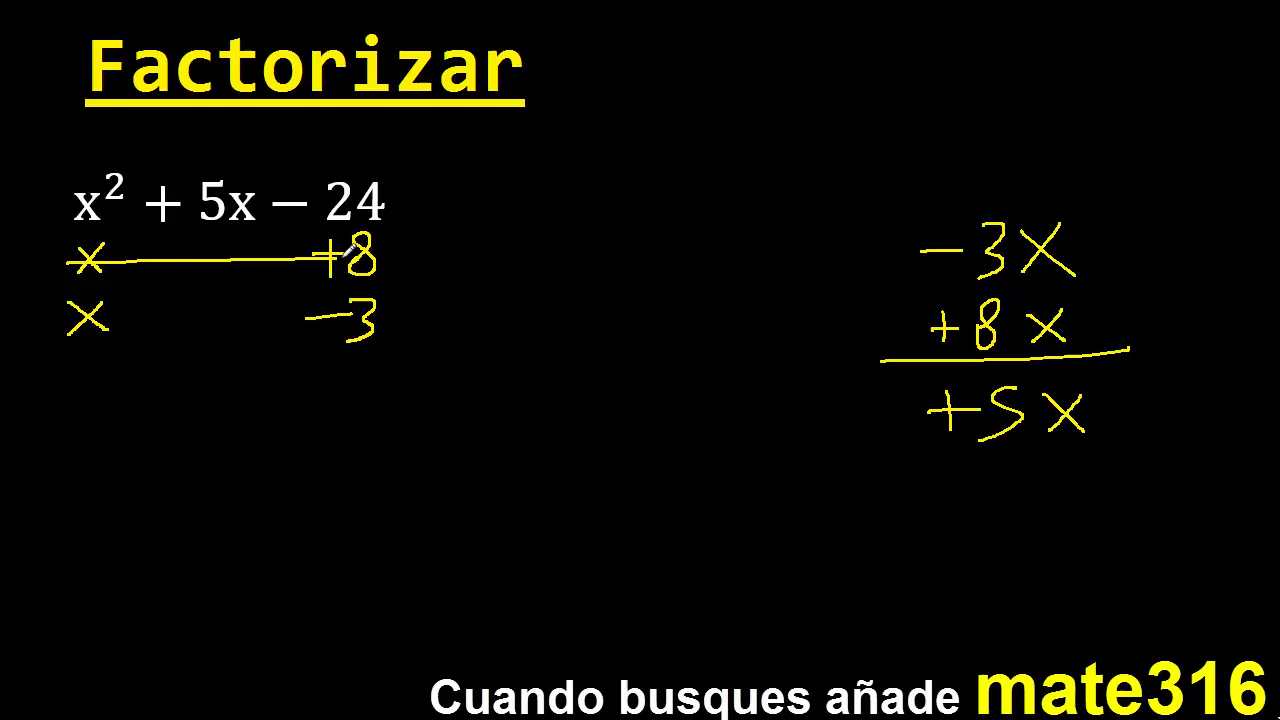 Factorizar
x² + 5x − 24
x +8
x −3
−3x
+8x
+5x
Cuando busques añade mate316